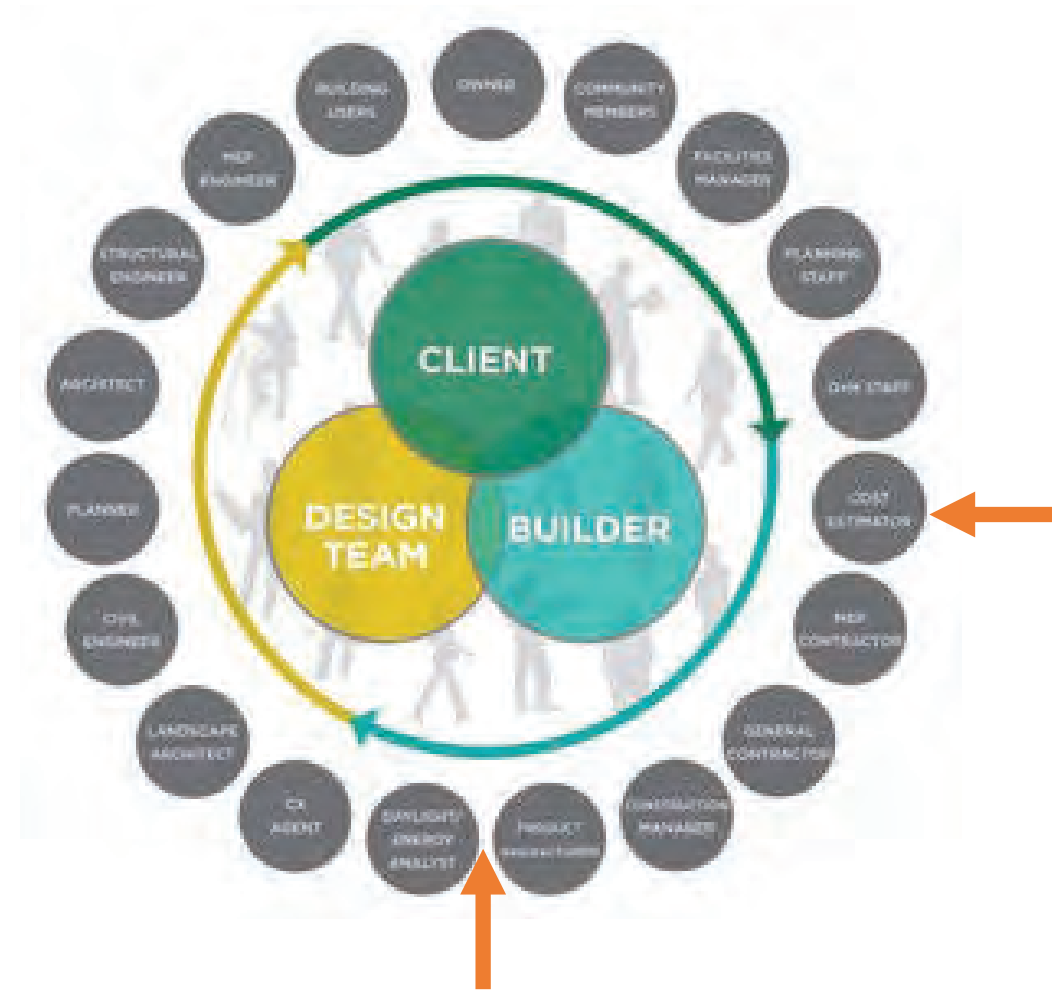 OWNER
COMMUNITY
MEMBERS
FACILITIES
MANAGER
PLANNING
STAFF
O+M STAFF
COST
ESTIMATOR
MEP
CONTRACTOR
GENERAL
CONTRACTOR
CONSTRUCTION
MANAGER
PRODUCT
MANUFACTURER
DAYLIGHT/
ENERGY
ANALYST
CX
AGENT
LANDSCAPE
ARCHITECT
CIVIL
ENGINEER
PLANNER
ARCHITECT
STRUCTURAL
ENGINEER
MEP
ENGINEER
BUILDING
USERS
CLIENT
DESIGN
TEAM
BUILDER